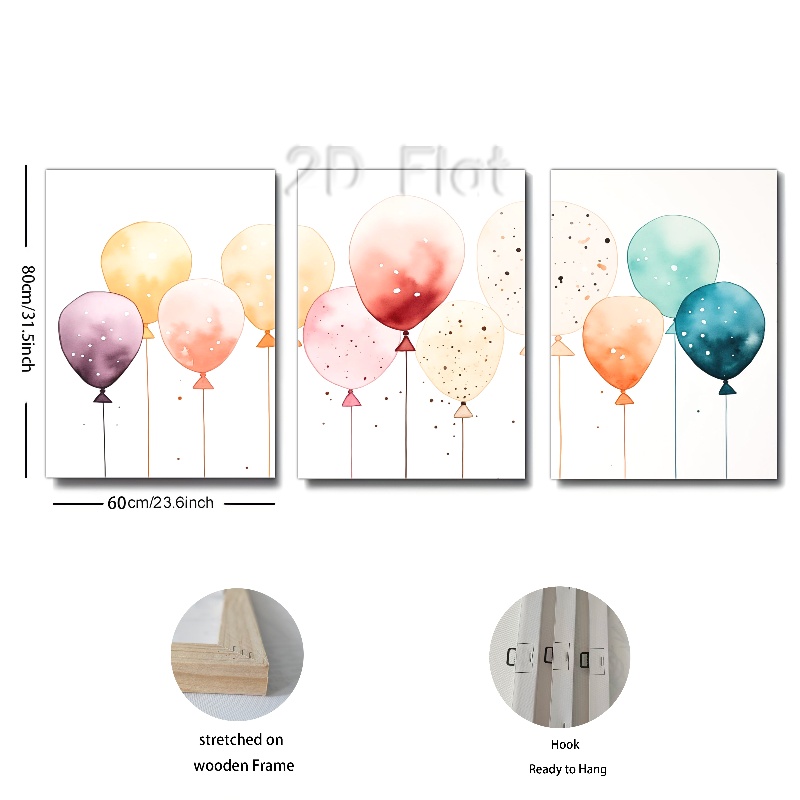 2D Flat
80cm/31.5inch
60cm/23.6inch
stretched on
wooden Frame
Hook
Ready to Hang